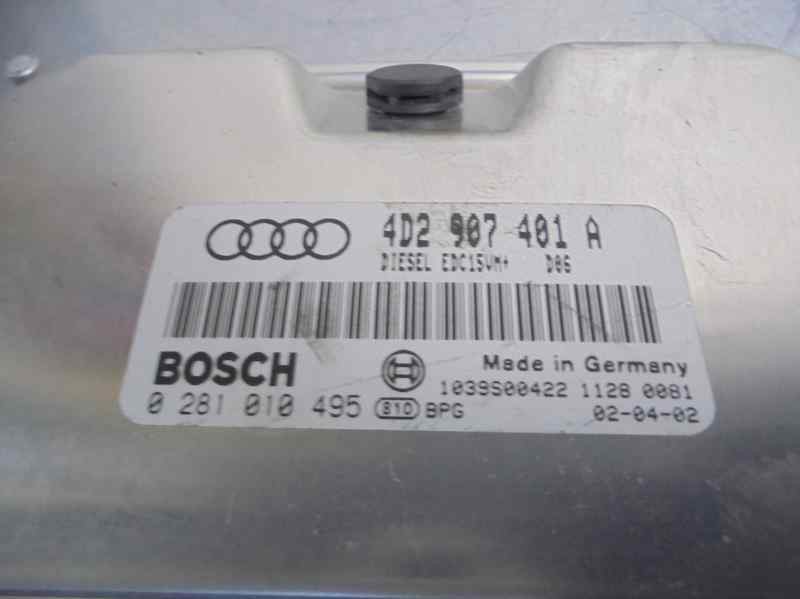 4D2 907 401 A
DIESEL EDC15VM+ D06
BOSCH
Made in Germany
1039S00422 1128 0081
0 281 010 495 810 BPG 02-04-02